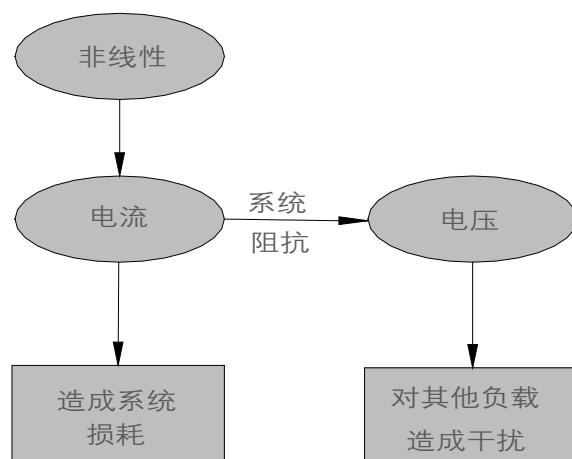 非线性
电流
系统
阻抗
电压
造成系统
损耗
对其他负载
造成干扰